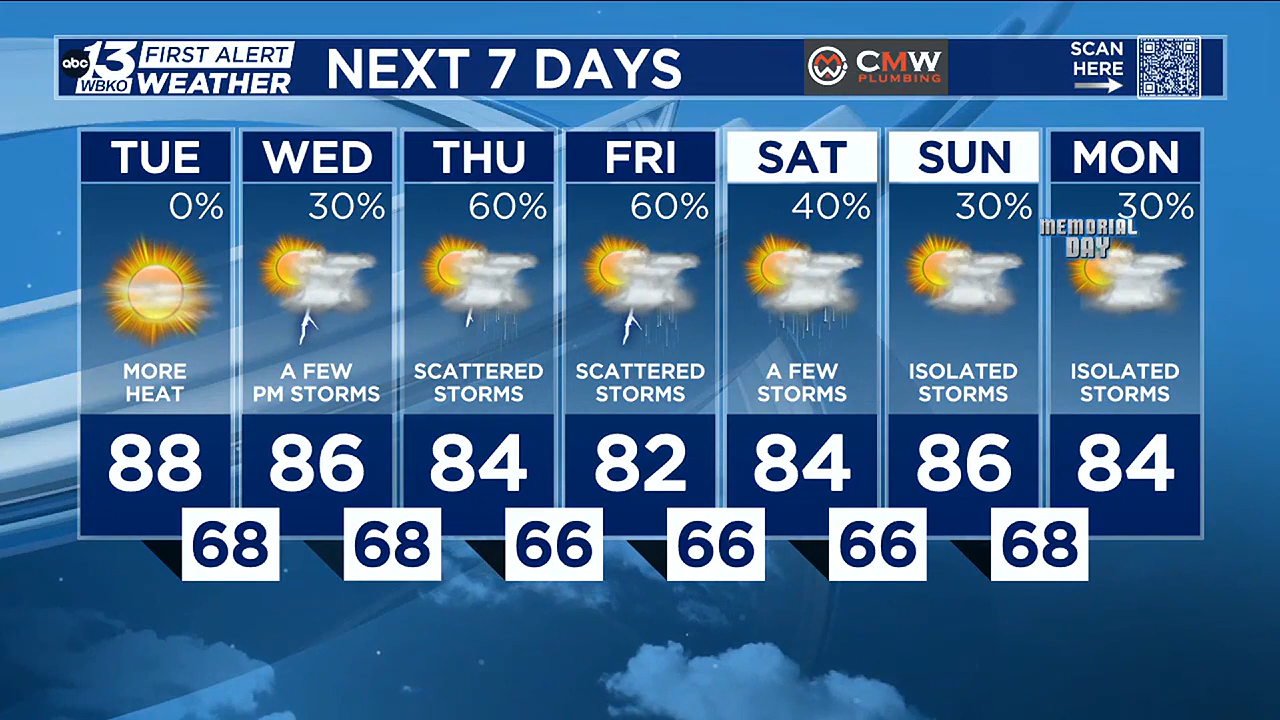 abc 13 WBKO FIRST ALERT WEATHER
NEXT 7 DAYS
CMW PLUMBING
SCAN HERE
TUE WED THU FRI SAT SUN MON
0% 30% 60% 60% 40% 30% 30%
MEMORIAL DAY
MORE HEAT
A FEW PM STORMS
SCATTERED STORMS
SCATTERED STORMS
A FEW STORMS
ISOLATED STORMS
ISOLATED STORMS
88 86 84 82 84 86 84
68 68 66 66 66 68